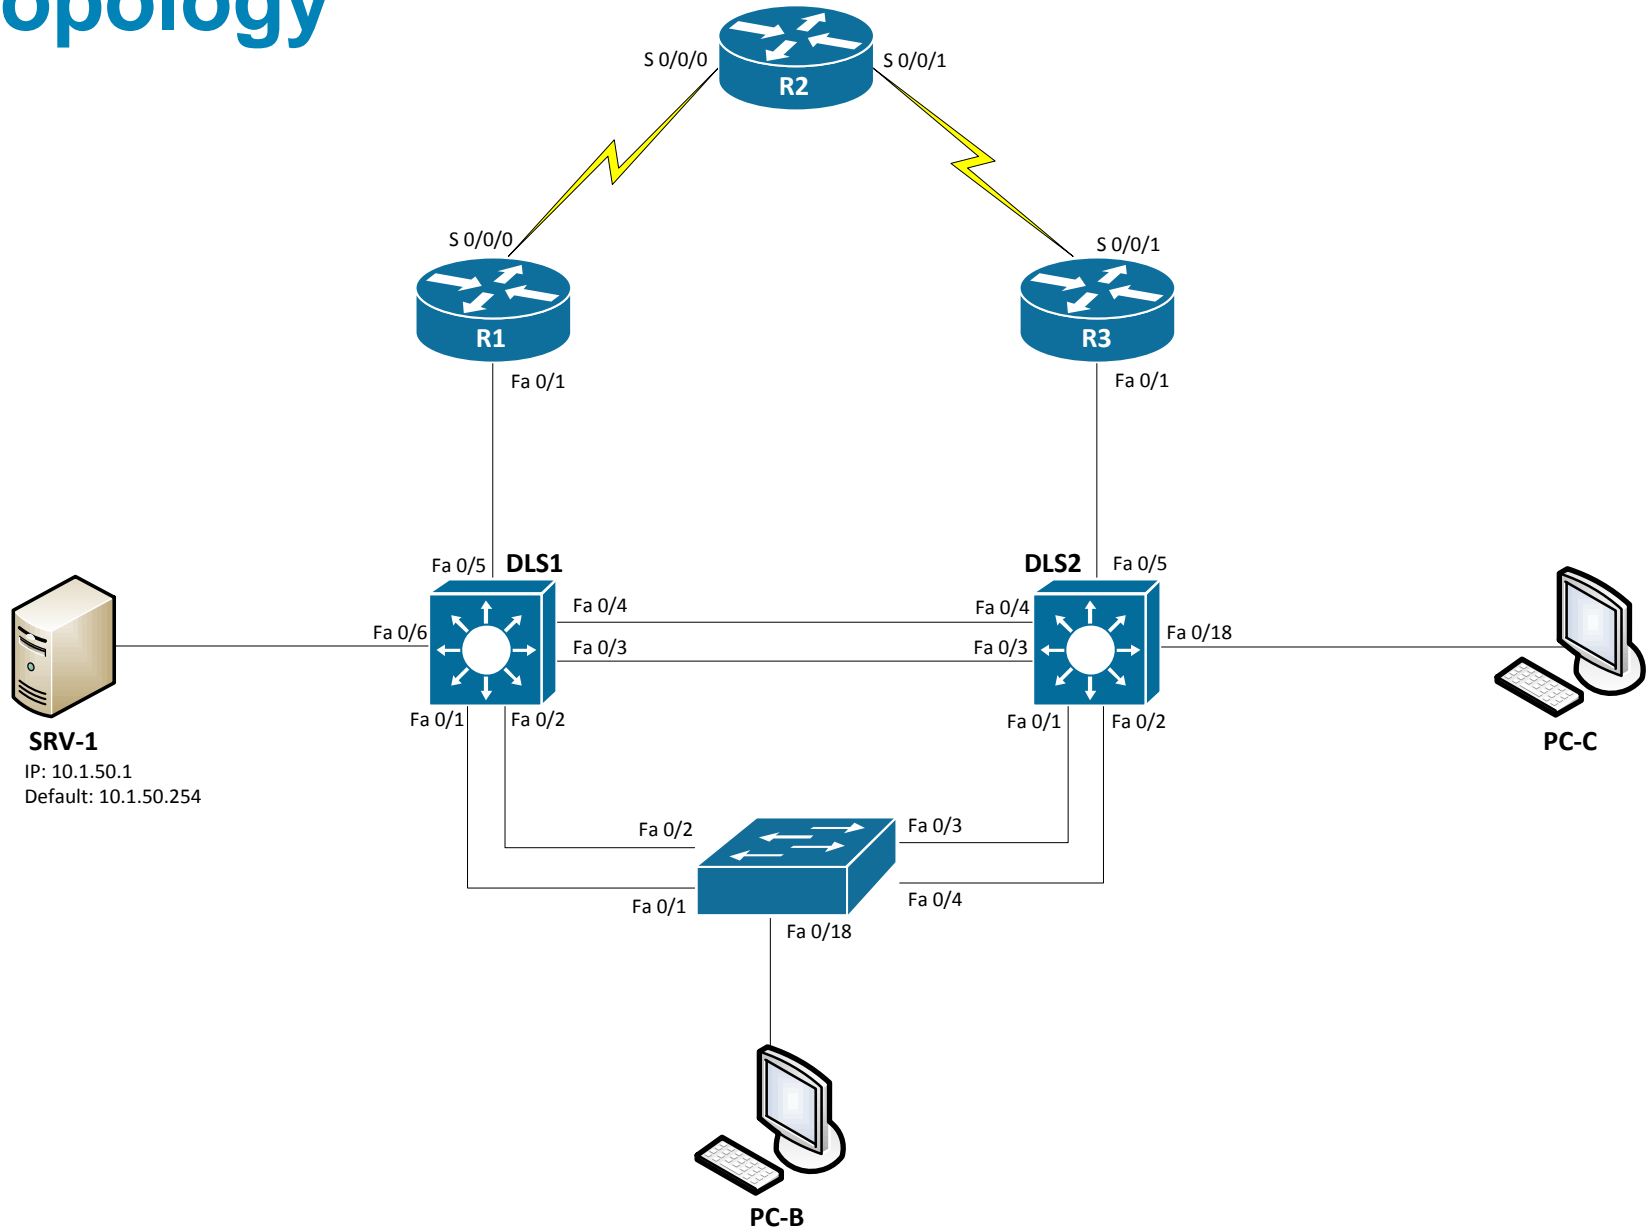 opology
S 0/0/0
S 0/0/1
R2
S 0/0/0
S 0/0/1
R1
R3
Fa 0/1
Fa 0/1
Fa 0/5
DLS1
DLS2
Fa 0/5
Fa 0/4
Fa 0/4
Fa 0/6
Fa 0/18
Fa 0/3
Fa 0/3
Fa 0/1
Fa 0/2
Fa 0/1
Fa 0/2
SRV-1
IP: 10.1.50.1
Default: 10.1.50.254
PC-C
Fa 0/2
Fa 0/3
Fa 0/1
Fa 0/4
Fa 0/18
PC-B